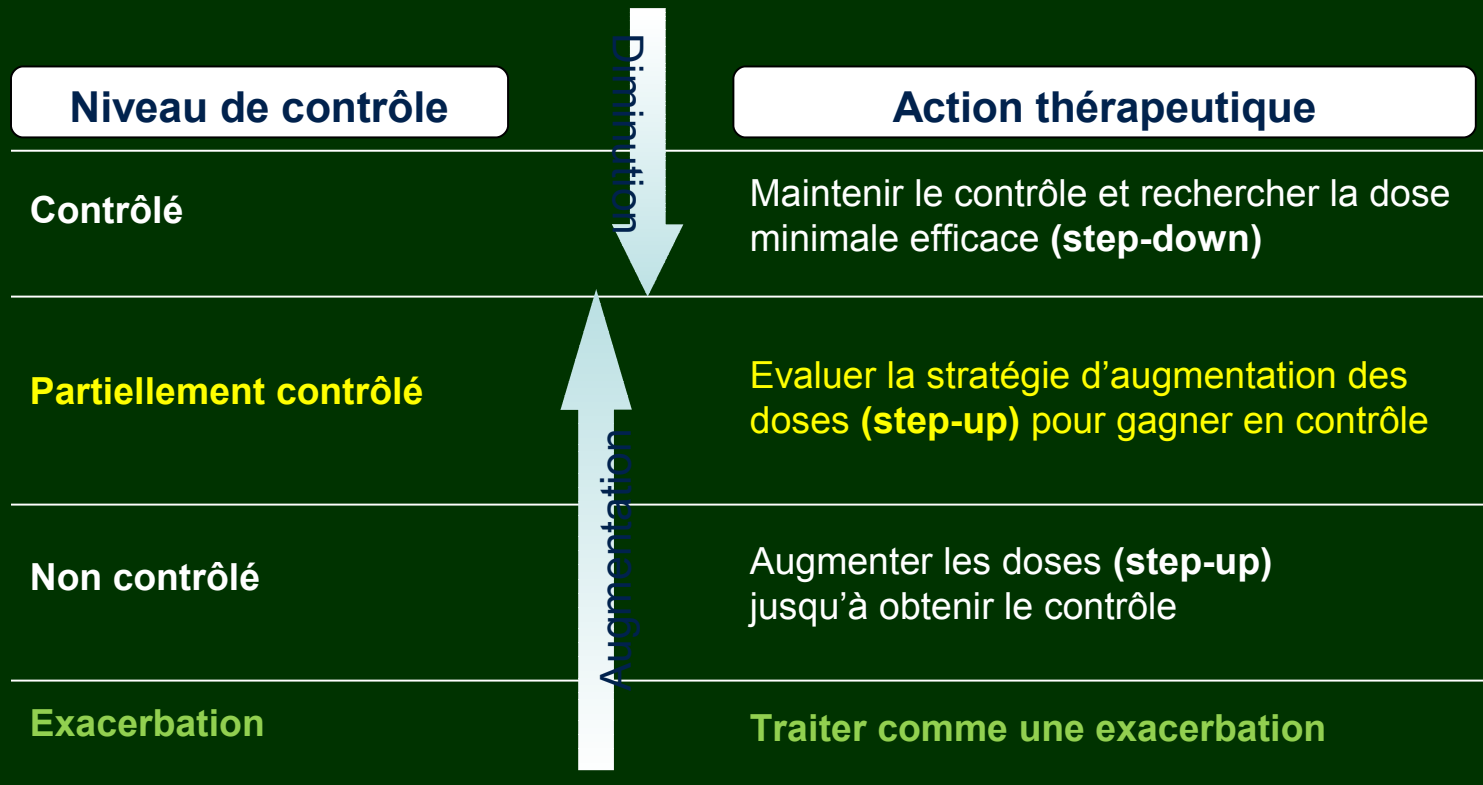 Niveau de contrôle
Diminution
Action thérapeutique
Contrôlé
Maintenir le contrôle et rechercher la dose
minimale efficace (step-down)
Partiellement contrôlé
Evaluer la stratégie d’augmentation des
doses (step-up) pour gagner en contrôle
Augmentation
Non contrôlé
Augmenter les doses (step-up)
jusqu’à obtenir le contrôle
Exacerbation
Traiter comme une exacerbation